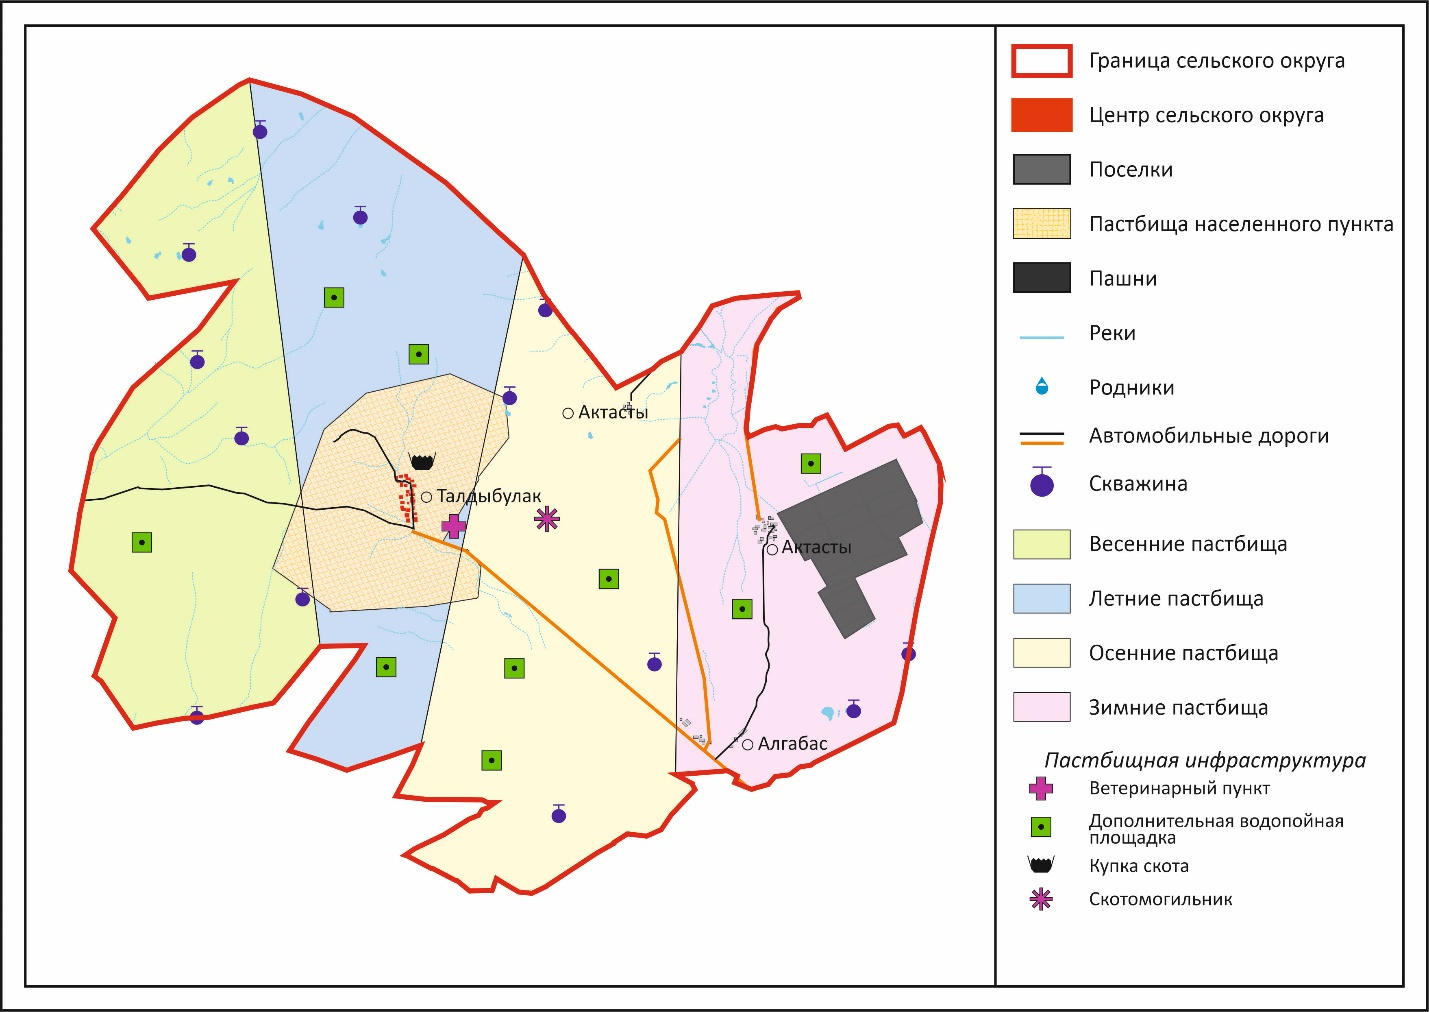 Граница сельского округа
Центр сельского округа
Поселки
Пастбища населенного пункта
Пашни
Реки
Родники
Автомобильные дороги
Скважина
Весенние пастбища
Летние пастбища
Осенние пастбища
Зимние пастбища
Пастбищная инфраструктура
Ветеринарный пункт
Дополнительная водопойная
площадка
Купка скота
Скотомогильник
Актасты
Талдыбулак
Актасты
Алгабас